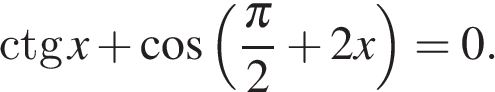 ctg x + cos(π/2 + 2x) = 0.